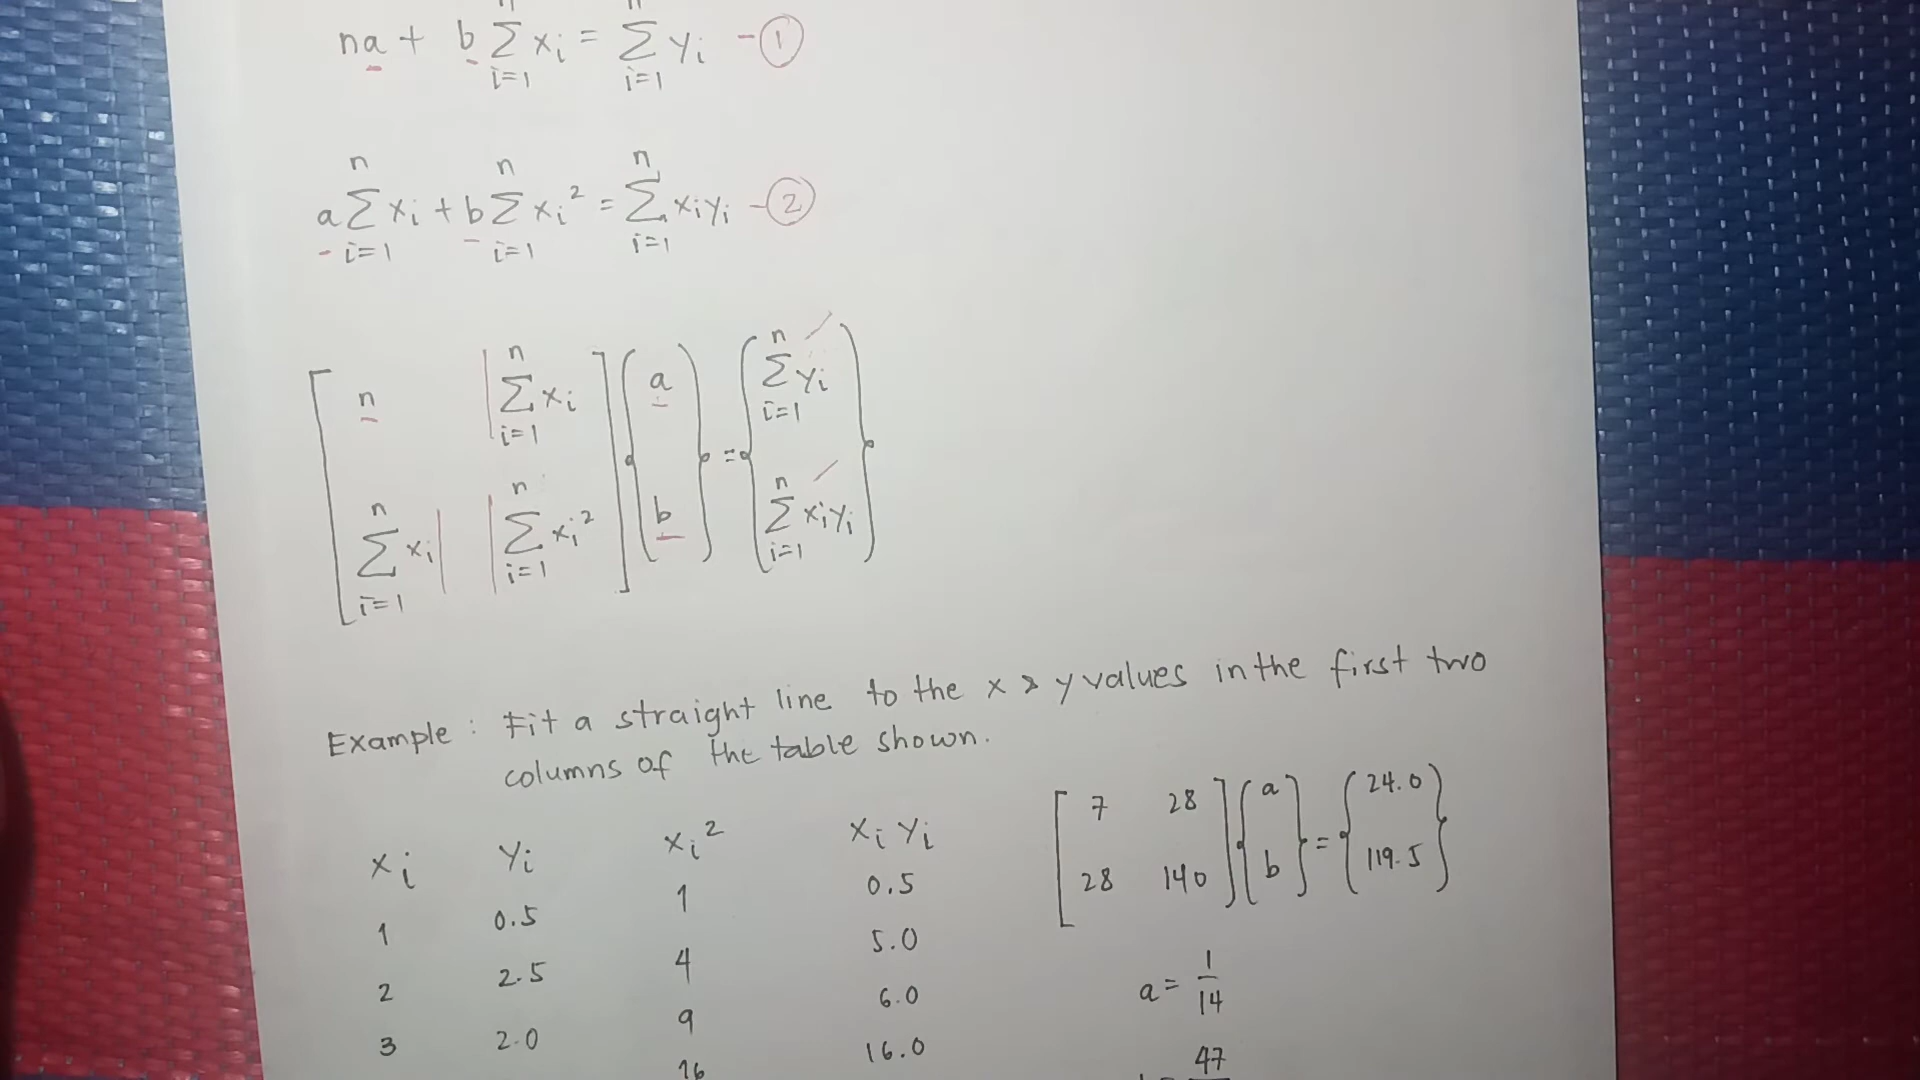 na + b Σ xi = Σ yi - ①
i=1 i=1
n n n
a Σ xi + b Σ xi² = Σ xiyi - ②
i=1 i=1 i=1
n n
n Σ xi a Σ yi
i=1 i=1
=
n n n
Σ xi Σ xi² b Σ xiyi
i=1 i=1 i=1
Example : Fit a straight line to the x & y values in the first two
columns of the table shown.
7 28 a 24.0
=
28 140 b 119.5
xi yi xi² xi yi
1 0.5 1 0.5
2 2.5 4 5.0
3 2.0 9 6.0
16 16.0
a = 1/14
47